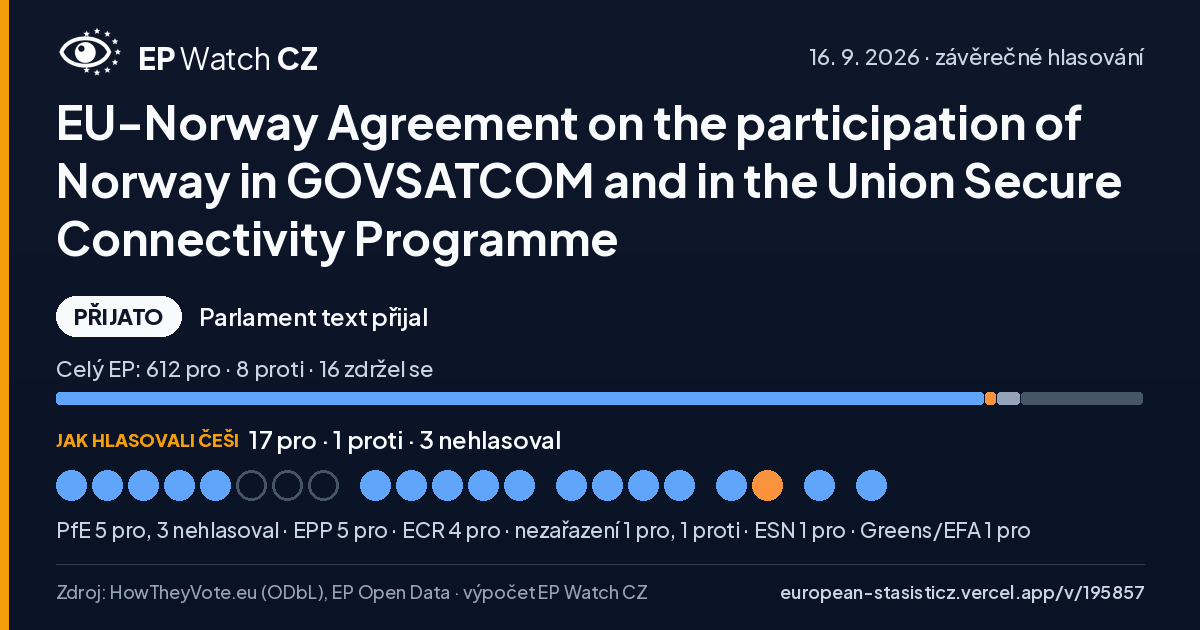 EP Watch CZ
16. 9. 2026 · závěrečné hlasování
EU–Norway Agreement on the participation of
Norway in GOVSATCOM and in the Union Secure
Connectivity Programme
PŘIJATO Parlament text přijal
Celý EP: 612 pro · 8 proti · 16 zdržel se
JAK HLASOVALI ČEŠI 17 pro · 1 proti · 3 nehlasoval
PfE 5 pro, 3 nehlasoval · EPP 5 pro · ECR 4 pro · nezařazení 1 pro, 1 proti · ESN 1 pro · Greens/EFA 1 pro
Zdroj: HowTheyVote.eu (ODbL), EP Open Data · výpočet EP Watch CZ
european-stasisticz.vercel.app/v/195857